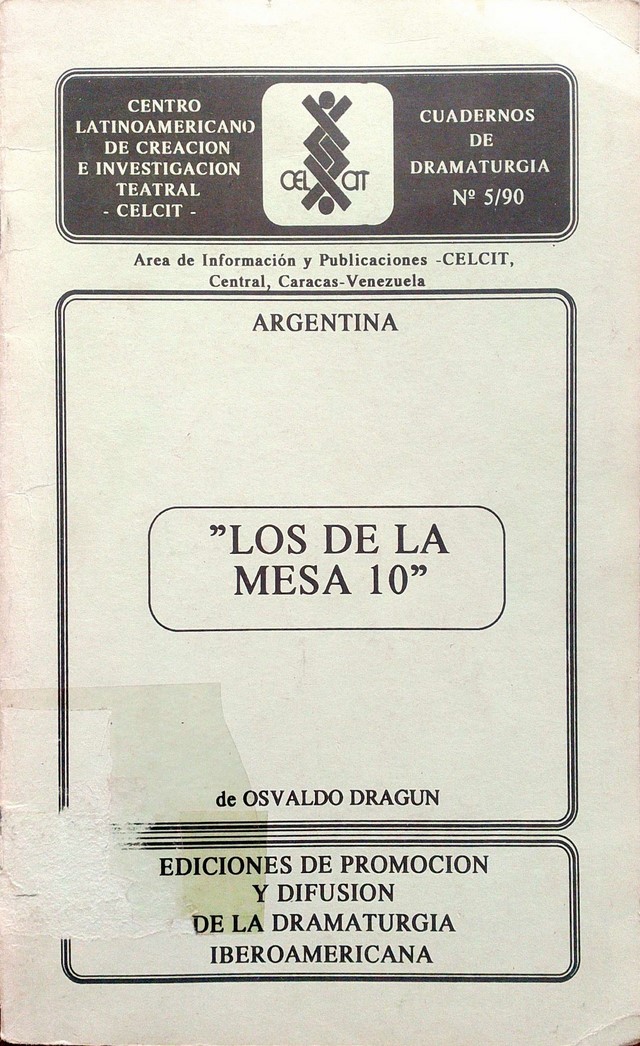 CENTRO
LATINOAMERICANO
DE CREACION
E INVESTIGACION
TEATRAL
- CELCIT -
CELCIT
CUADERNOS
DE
DRAMATURGIA
Nº 5/90
Area de Información y Publicaciones -CELCIT,
Central, Caracas-Venezuela
ARGENTINA
"LOS DE LA
MESA 10"
de OSVALDO DRAGUN
EDICIONES DE PROMOCION
Y DIFUSION
DE LA DRAMATURGIA
IBEROAMERICANA